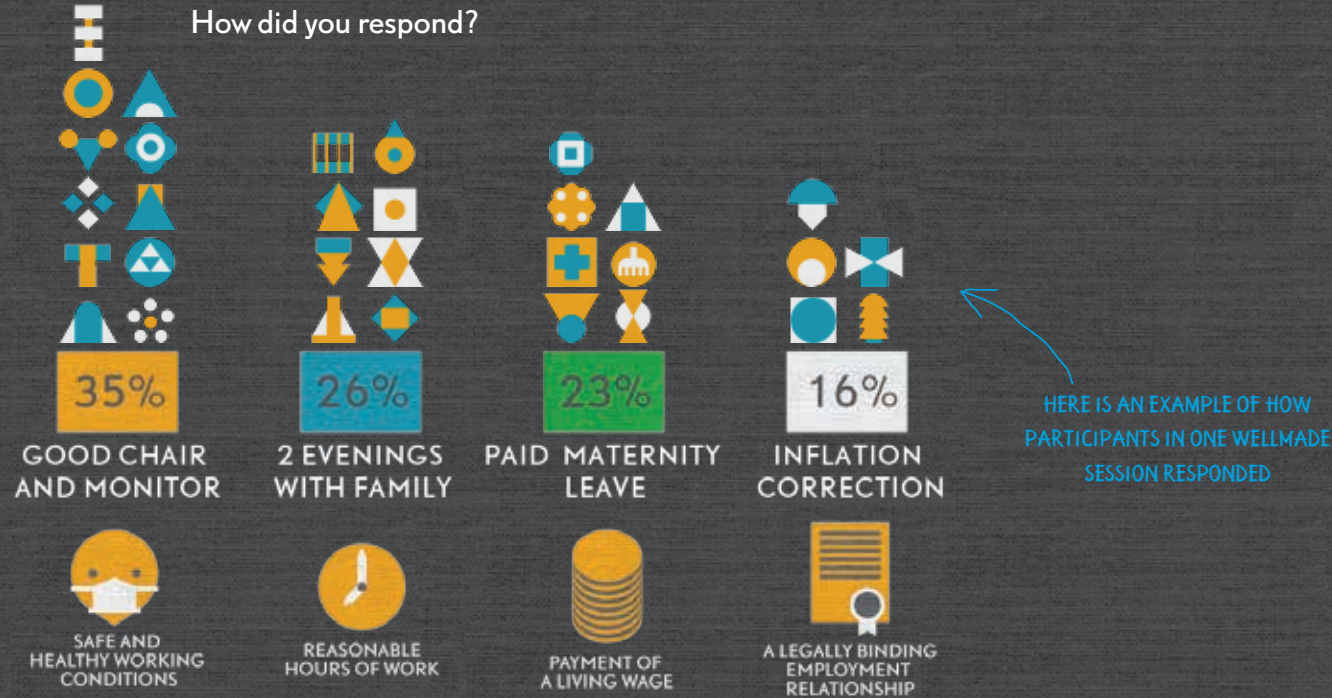 How did you respond?
35%
26%
23%
16%
GOOD CHAIR
AND MONITOR
2 EVENINGS
WITH FAMILY
PAID MATERNITY
LEAVE
INFLATION
CORRECTION
HERE IS AN EXAMPLE OF HOW
PARTICIPANTS IN ONE WELLMADE
SESSION RESPONDED
SAFE AND
HEALTHY WORKING
CONDITIONS
REASONABLE
HOURS OF WORK
PAYMENT OF
A LIVING WAGE
A LEGALLY BINDING
EMPLOYMENT
RELATIONSHIP